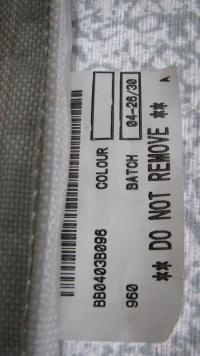 BB0403B096 COLOUR
960 BATCH 04-26/30
** DO NOT REMOVE **
A